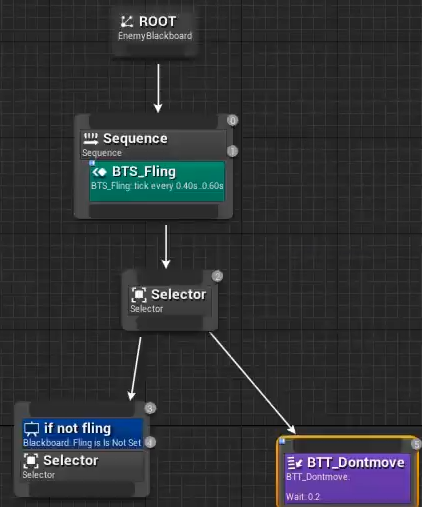 ROOT
EnemyBlackboard
0
Sequence
Sequence
1
BTS_Fling
BTS_Fling: tick every 0.40s..0.60s
2
Selector
Selector
3
if not fling
Blackboard: Fling is Is Not Set
4
Selector
Selector
5
BTT_Dontmove
BTT_Dontmove.
Wait: 0.2